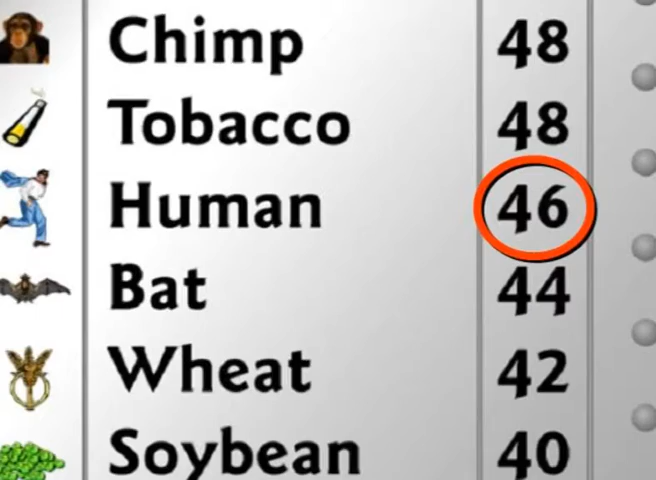 Chimp 48
Tobacco 48
Human 46
Bat 44
Wheat 42
Soybean 40